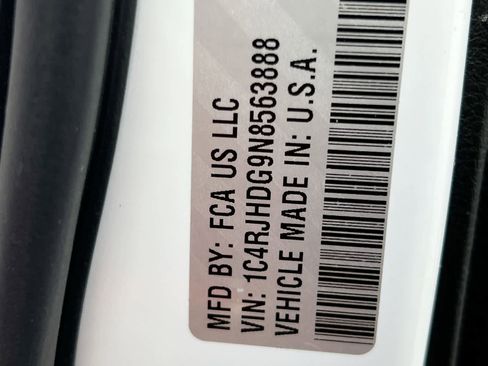 MFD BY: FCA US LLC
VIN: 1C4RJHDG9N8563888
VEHICLE MADE IN: U.S.A.